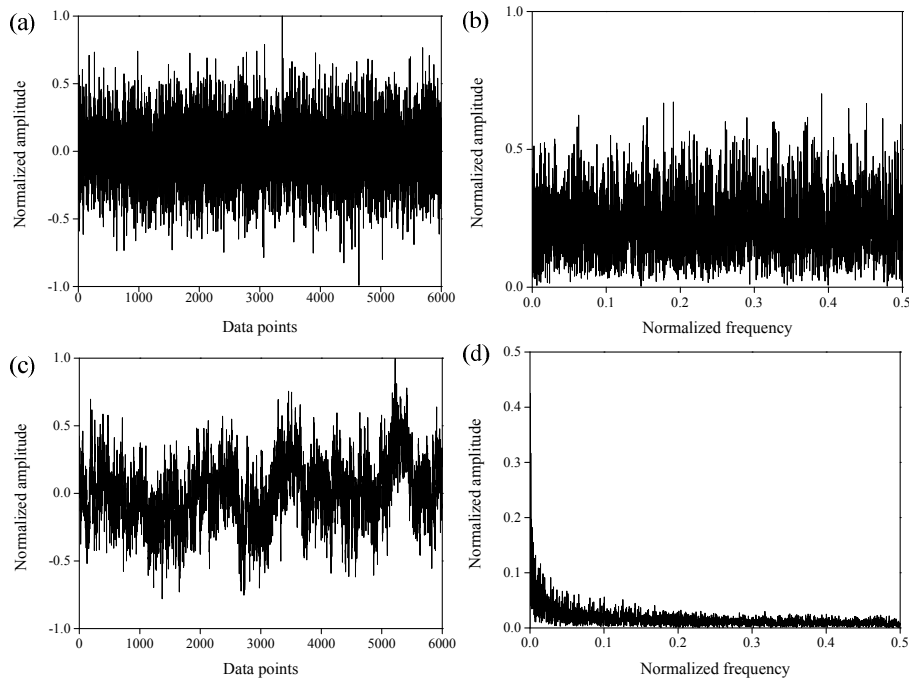 (a)
1.0
0.5
0.0
-0.5
-1.0
Normalized amplitude
0 1000 2000 3000 4000 5000 6000
Data points
(b)
1.0
0.5
0.0
Normalized amplitude
0.0 0.1 0.2 0.3 0.4 0.5
Normalized frequency
(c)
1.0
0.5
0.0
-0.5
-1.0
Normalized amplitude
0 1000 2000 3000 4000 5000 6000
Data points
(d)
0.5
0.4
0.3
0.2
0.1
0.0
Normalized amplitude
0.0 0.1 0.2 0.3 0.4 0.5
Normalized frequency